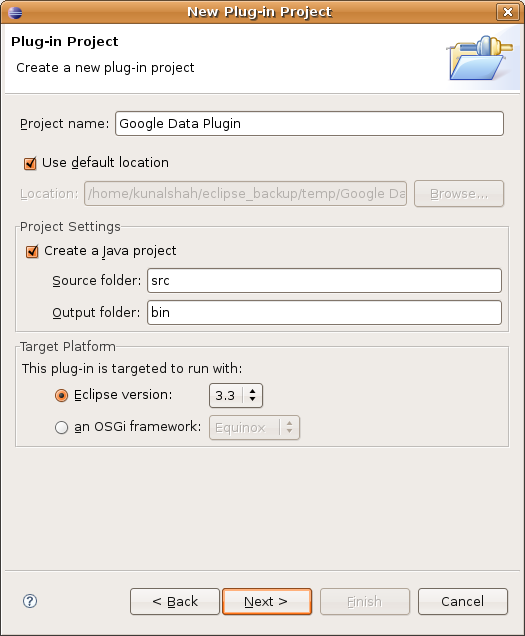 New Plug-in Project
Plug-in Project
Create a new plug-in project
Project name: Google Data Plugin
Use default location
Location: /home/kunalshah/eclipse_backup/temp/Google Da Browse...
Project Settings
Create a Java project
Source folder: src
Output folder: bin
Target Platform
This plug-in is targeted to run with:
Eclipse version: 3.3
an OSGi framework: Equinox
? < Back Next > Finish Cancel